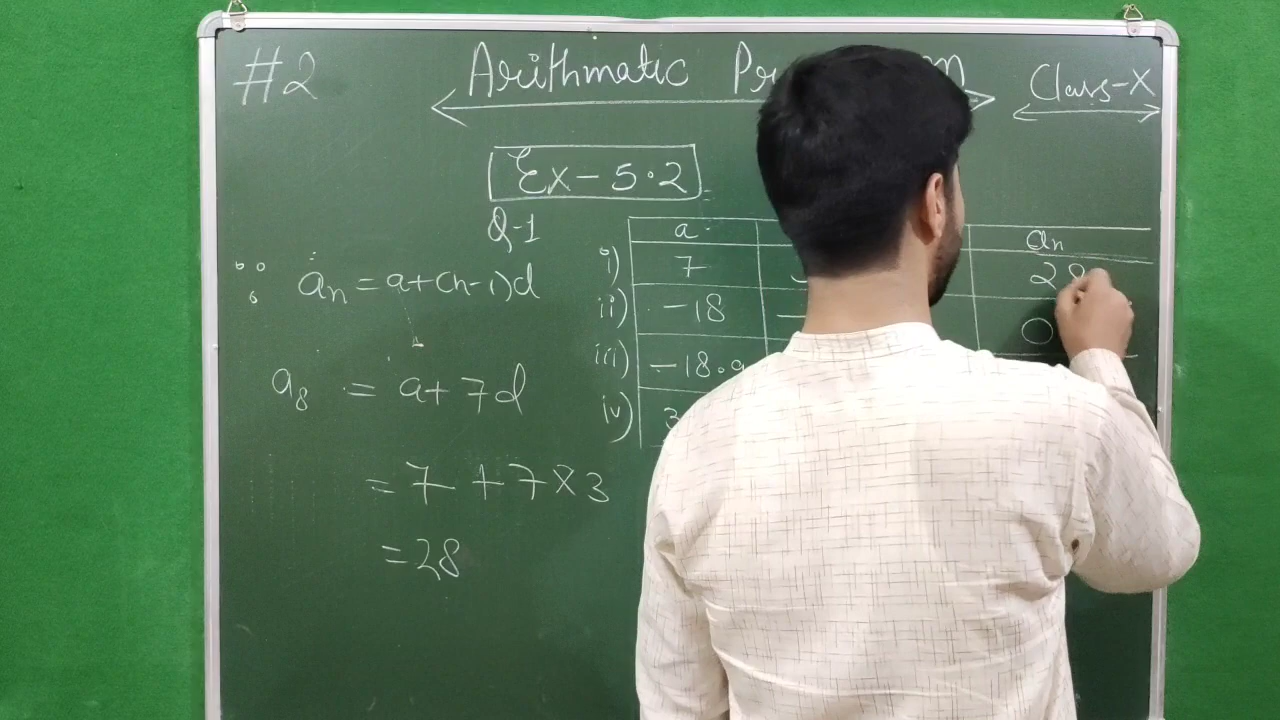 #2
Arithmatic
Class-X
Ex-5.2
Q-1
∵ an = a+(n-1)d
a8 = a+7d
= 7+7×3
= 28
a an
i) 7 28
ii) -18 0
iii) -18.9
iv) 3